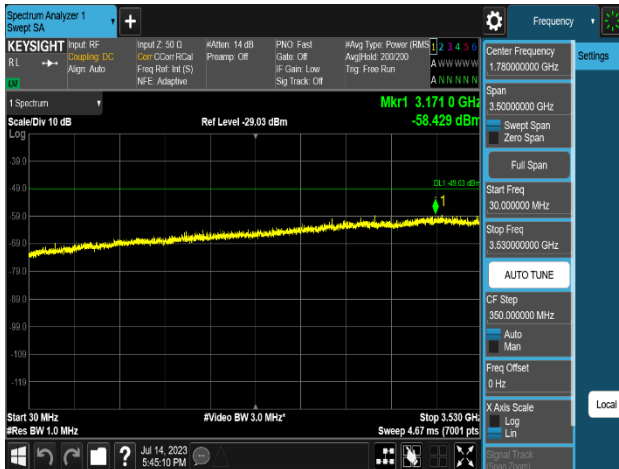 Spectrum Analyzer 1
Swept SA
Frequency
KEYSIGHT
R L
Input: RF
Coupling: DC
Align: Auto
Input Z: 50 Ω
Corr CCorr RCal
Freq Ref: Int (S)
NFE: Adaptive
#Atten: 14 dB
Preamp: Off
PNO: Fast
Gate: Off
IF Gain: Low
Sig Track: Off
#Avg Type: Power (RMS
Avg|Hold: 200/200
Trig: Free Run
1 2 3 4 5 6
A W W W W W
A N N N N N
1 Spectrum
Scale/Div 10 dB
Log
Ref Level -29.03 dBm
Mkr1 3.171 0 GHz
-58.429 dBm
-39.0
-49.0
-59.0
-69.0
-79.0
-89.0
-99.0
-109
-119
DL1 -49.03 dBm
1
Start 30 MHz
#Res BW 1.0 MHz
#Video BW 3.0 MHz*
Stop 3.530 GHz
Sweep 4.67 ms (7001 pts
Jul 14, 2023
5:45:10 PM
Center Frequency
1.780000000 GHz
Span
3.50000000 GHz
Swept Span
Zero Span
Full Span
Start Freq
30.000000 MHz
Stop Freq
3.530000000 GHz
AUTO TUNE
CF Step
350.000000 MHz
Auto
Man
Freq Offset
0 Hz
X Axis Scale
Log
Lin
Signal Track
(Span Zoom)
Settings
Local